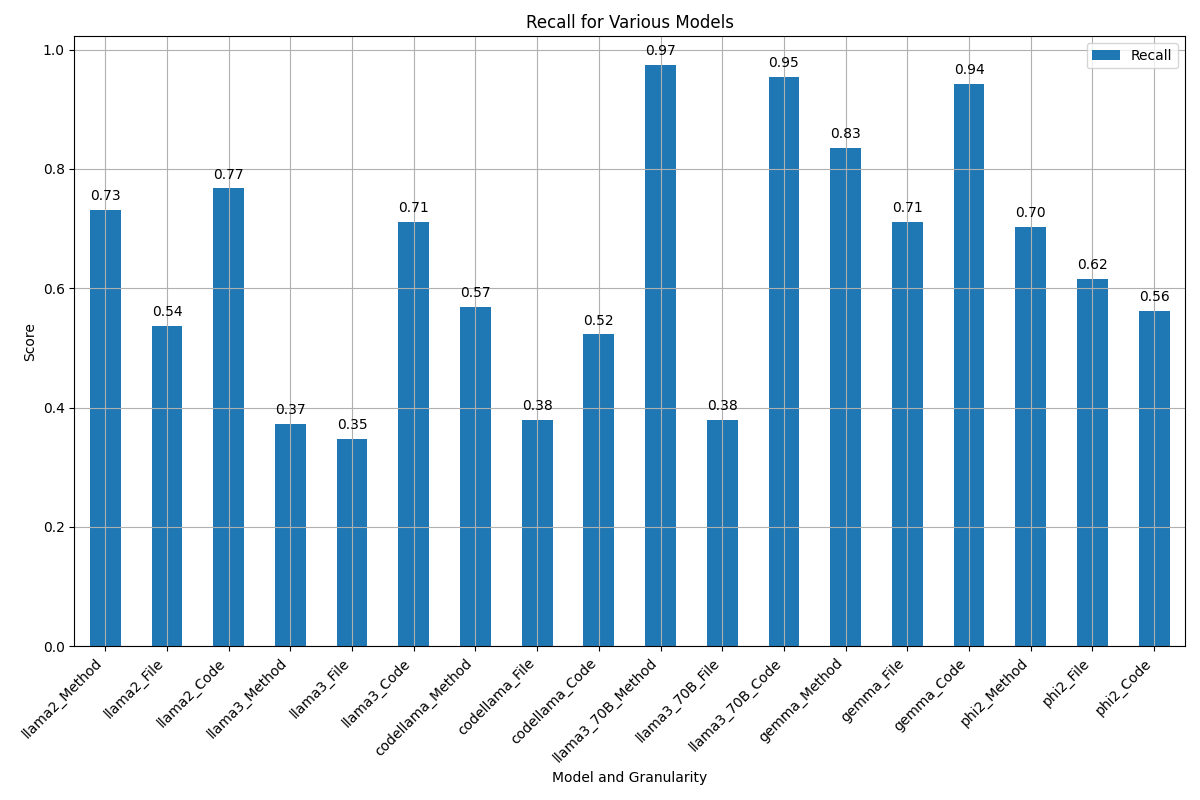 Recall for Various Models
Recall
Score
1.0
0.8
0.6
0.4
0.2
0.0
0.73
0.54
0.77
0.37
0.35
0.71
0.57
0.38
0.52
0.97
0.38
0.95
0.83
0.71
0.94
0.70
0.62
0.56
llama2_Method
llama2_File
llama2_Code
llama3_Method
llama3_File
llama3_Code
codellama_Method
codellama_File
codellama_Code
llama3_70B_Method
llama3_70B_File
llama3_70B_Code
gemma_Method
gemma_File
gemma_Code
phi2_Method
phi2_File
phi2_Code
Model and Granularity